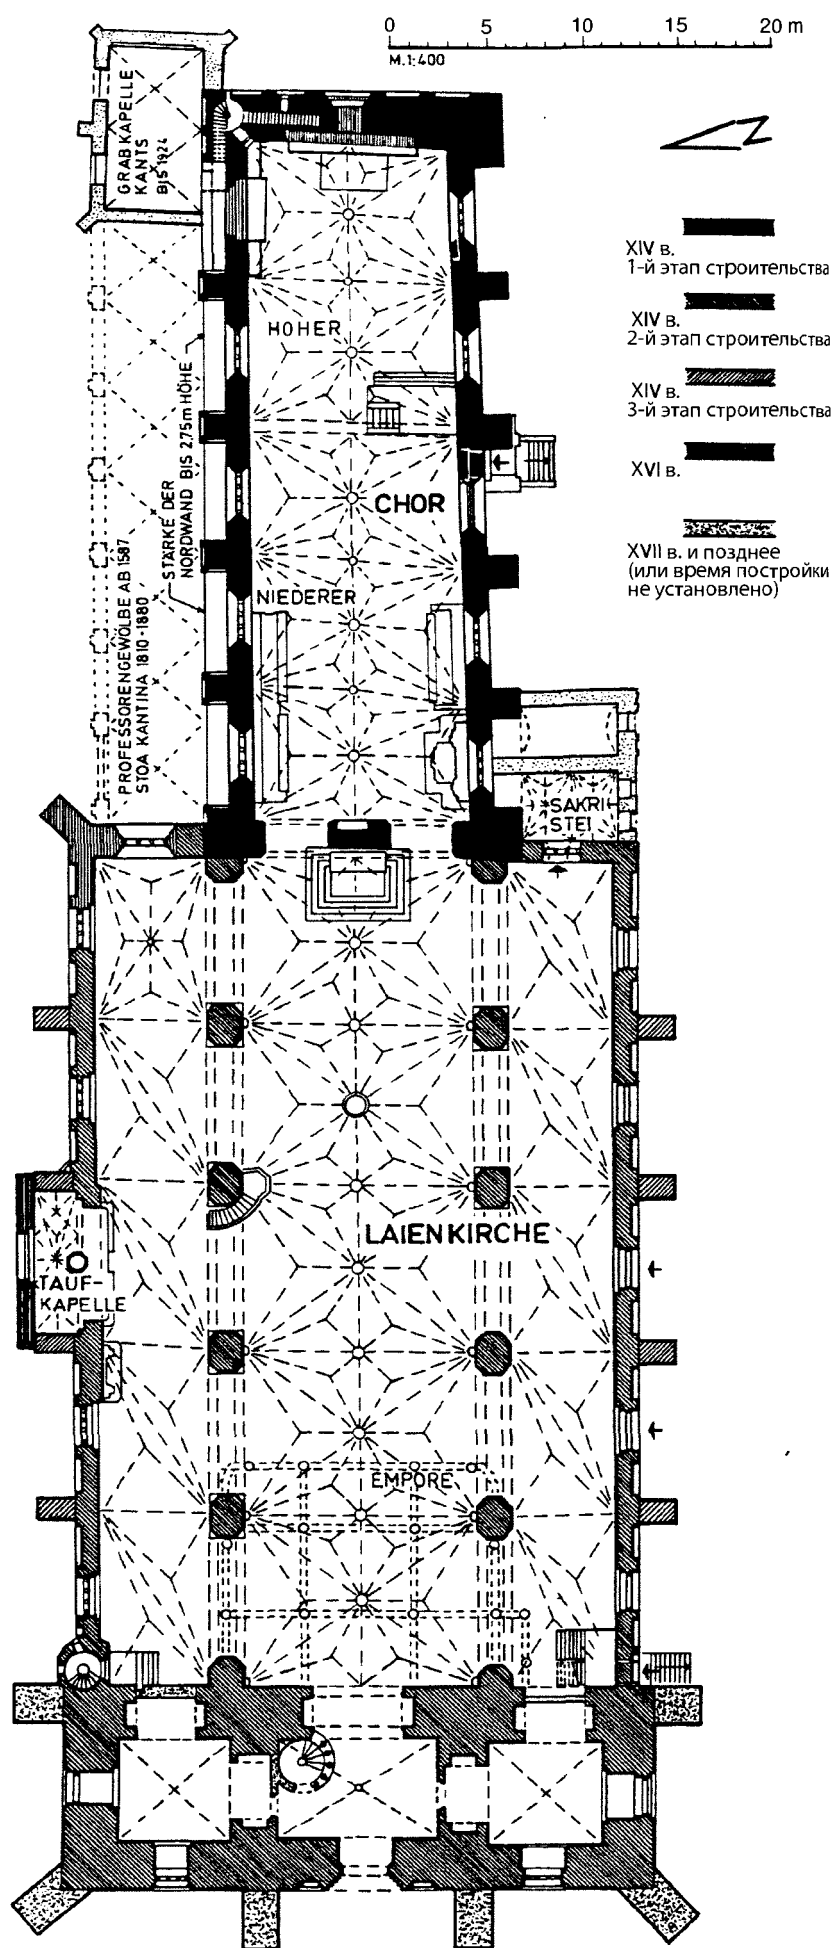 0 5 10 15 20 m
M.1:400
GRABKAPELLE
KANTS
BIS 1924
XIV в.
1-й этап строительства
XIV в.
2-й этап строительства
XIV в.
3-й этап строительства
XVI в.
XVII в. и позднее
(или время постройки
не установлено)
HOHER
STÄRKE DER
NORDWAND BIS 2,75m HÖHE
CHOR
NIEDERER
PROFESSORENGEWÖLBE AB 1587
STOA KANTINA 1810-1880
SAKRI-
STEI
LAIENKIRCHE
TAUF-
KAPELLE
EMPORE